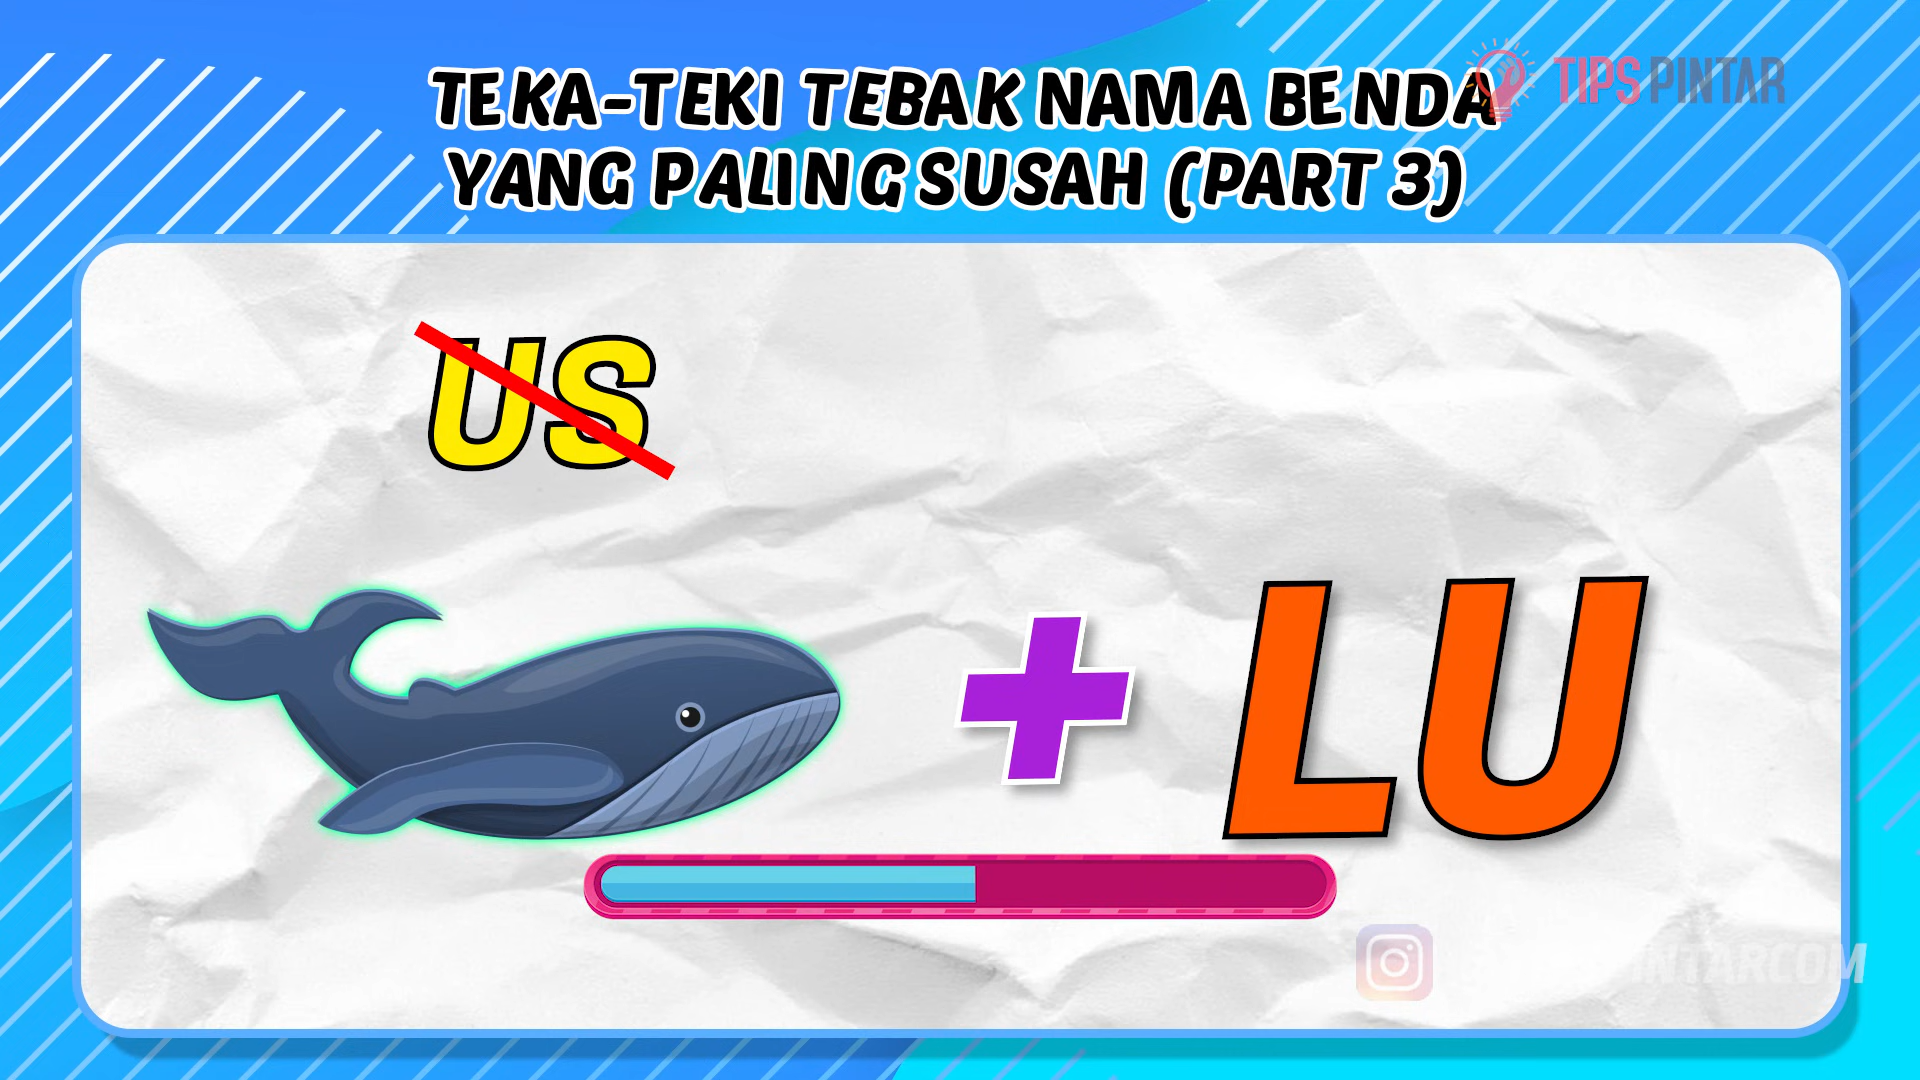 TEKA-TEKI TEBAK NAMA BENDA
YANG PALING SUSAH (PART 3)
TIPS PINTAR
US
+ LU